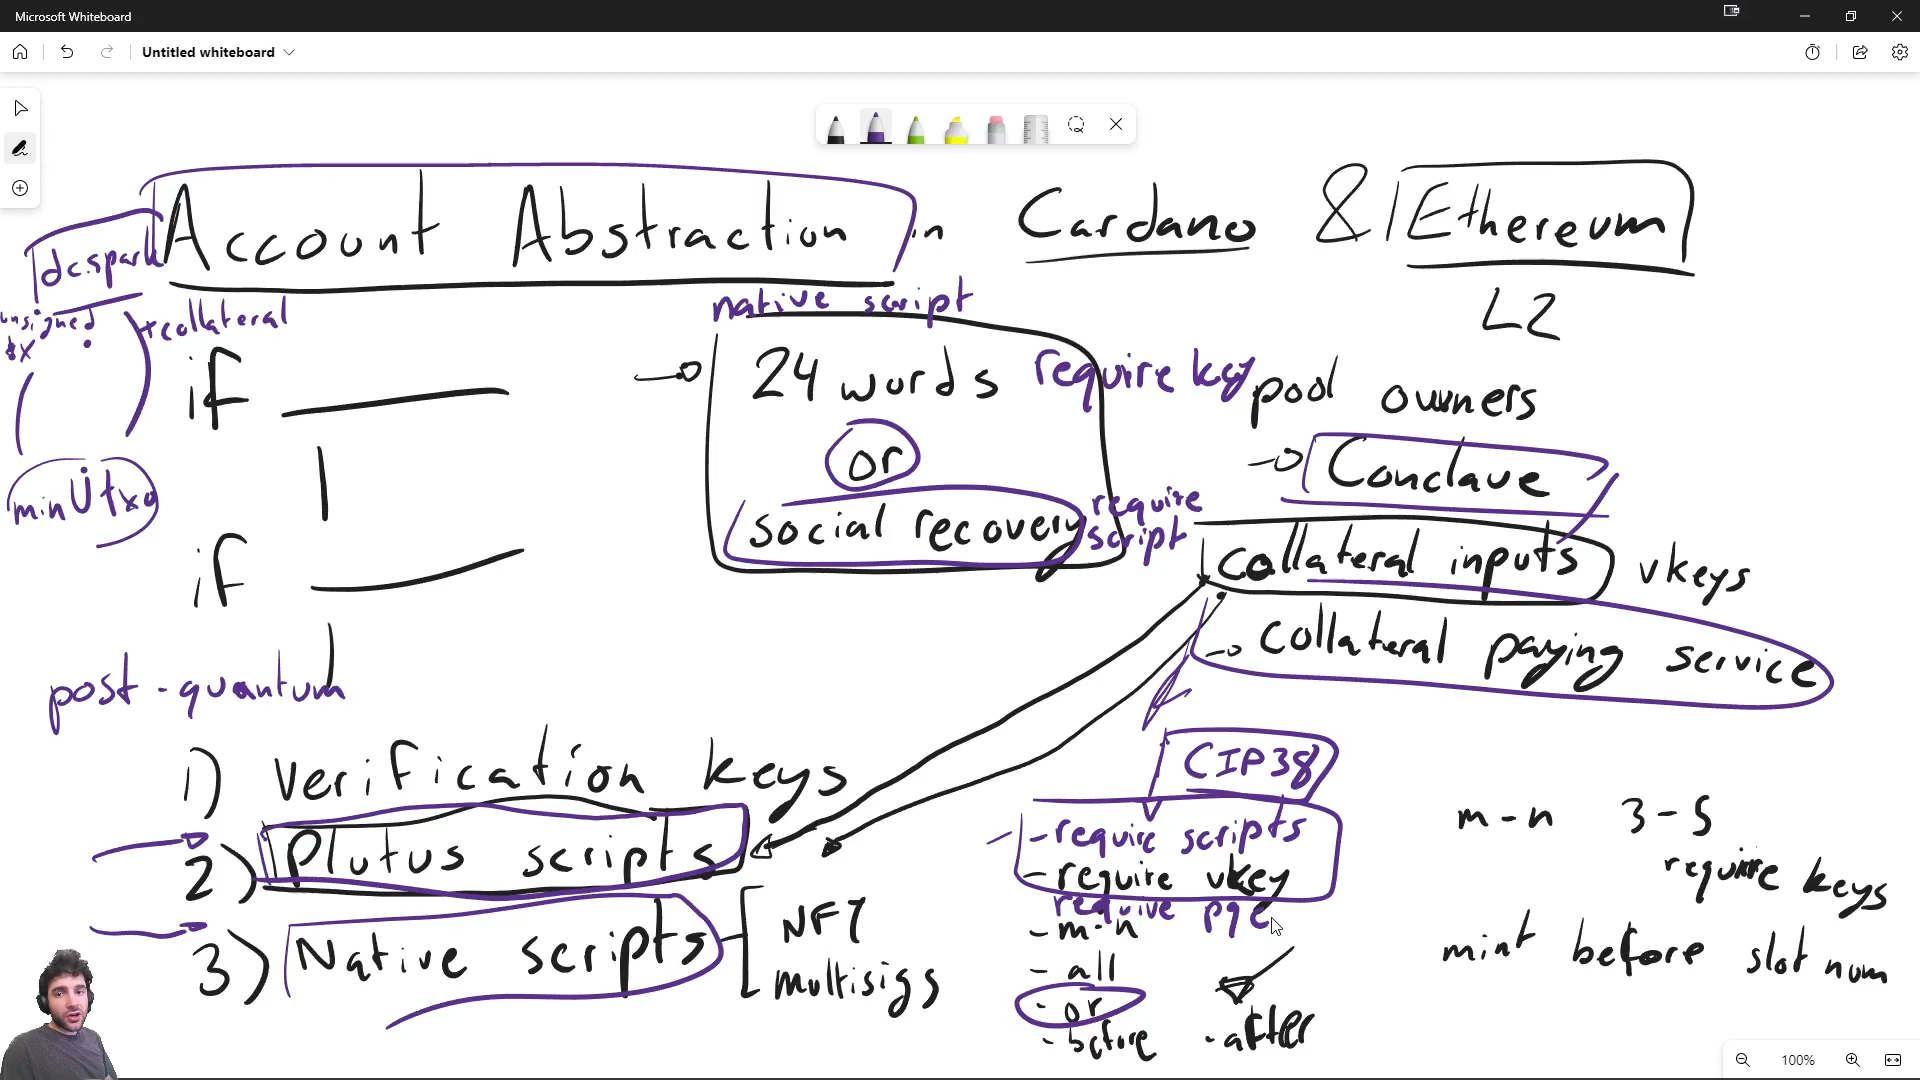 Microsoft Whiteboard
Untitled whiteboard
Account Abstraction in Cardano & Ethereum
L2
dcspark
unsigned
tx
+collateral
minUtxo
if
if
native script
24 words require key
or
social recovery require script
pool owners
Conclave
collateral inputs vkeys
collateral paying service
post-quantum
1) verification keys
2) Plutus scripts
3) Native scripts
NFT
multisigs
CIP38
- require scripts
- require vkey
require pqc
- m-n
- all
- or
- before
- after
m-n 3-5
require keys
mint before slot num
100%